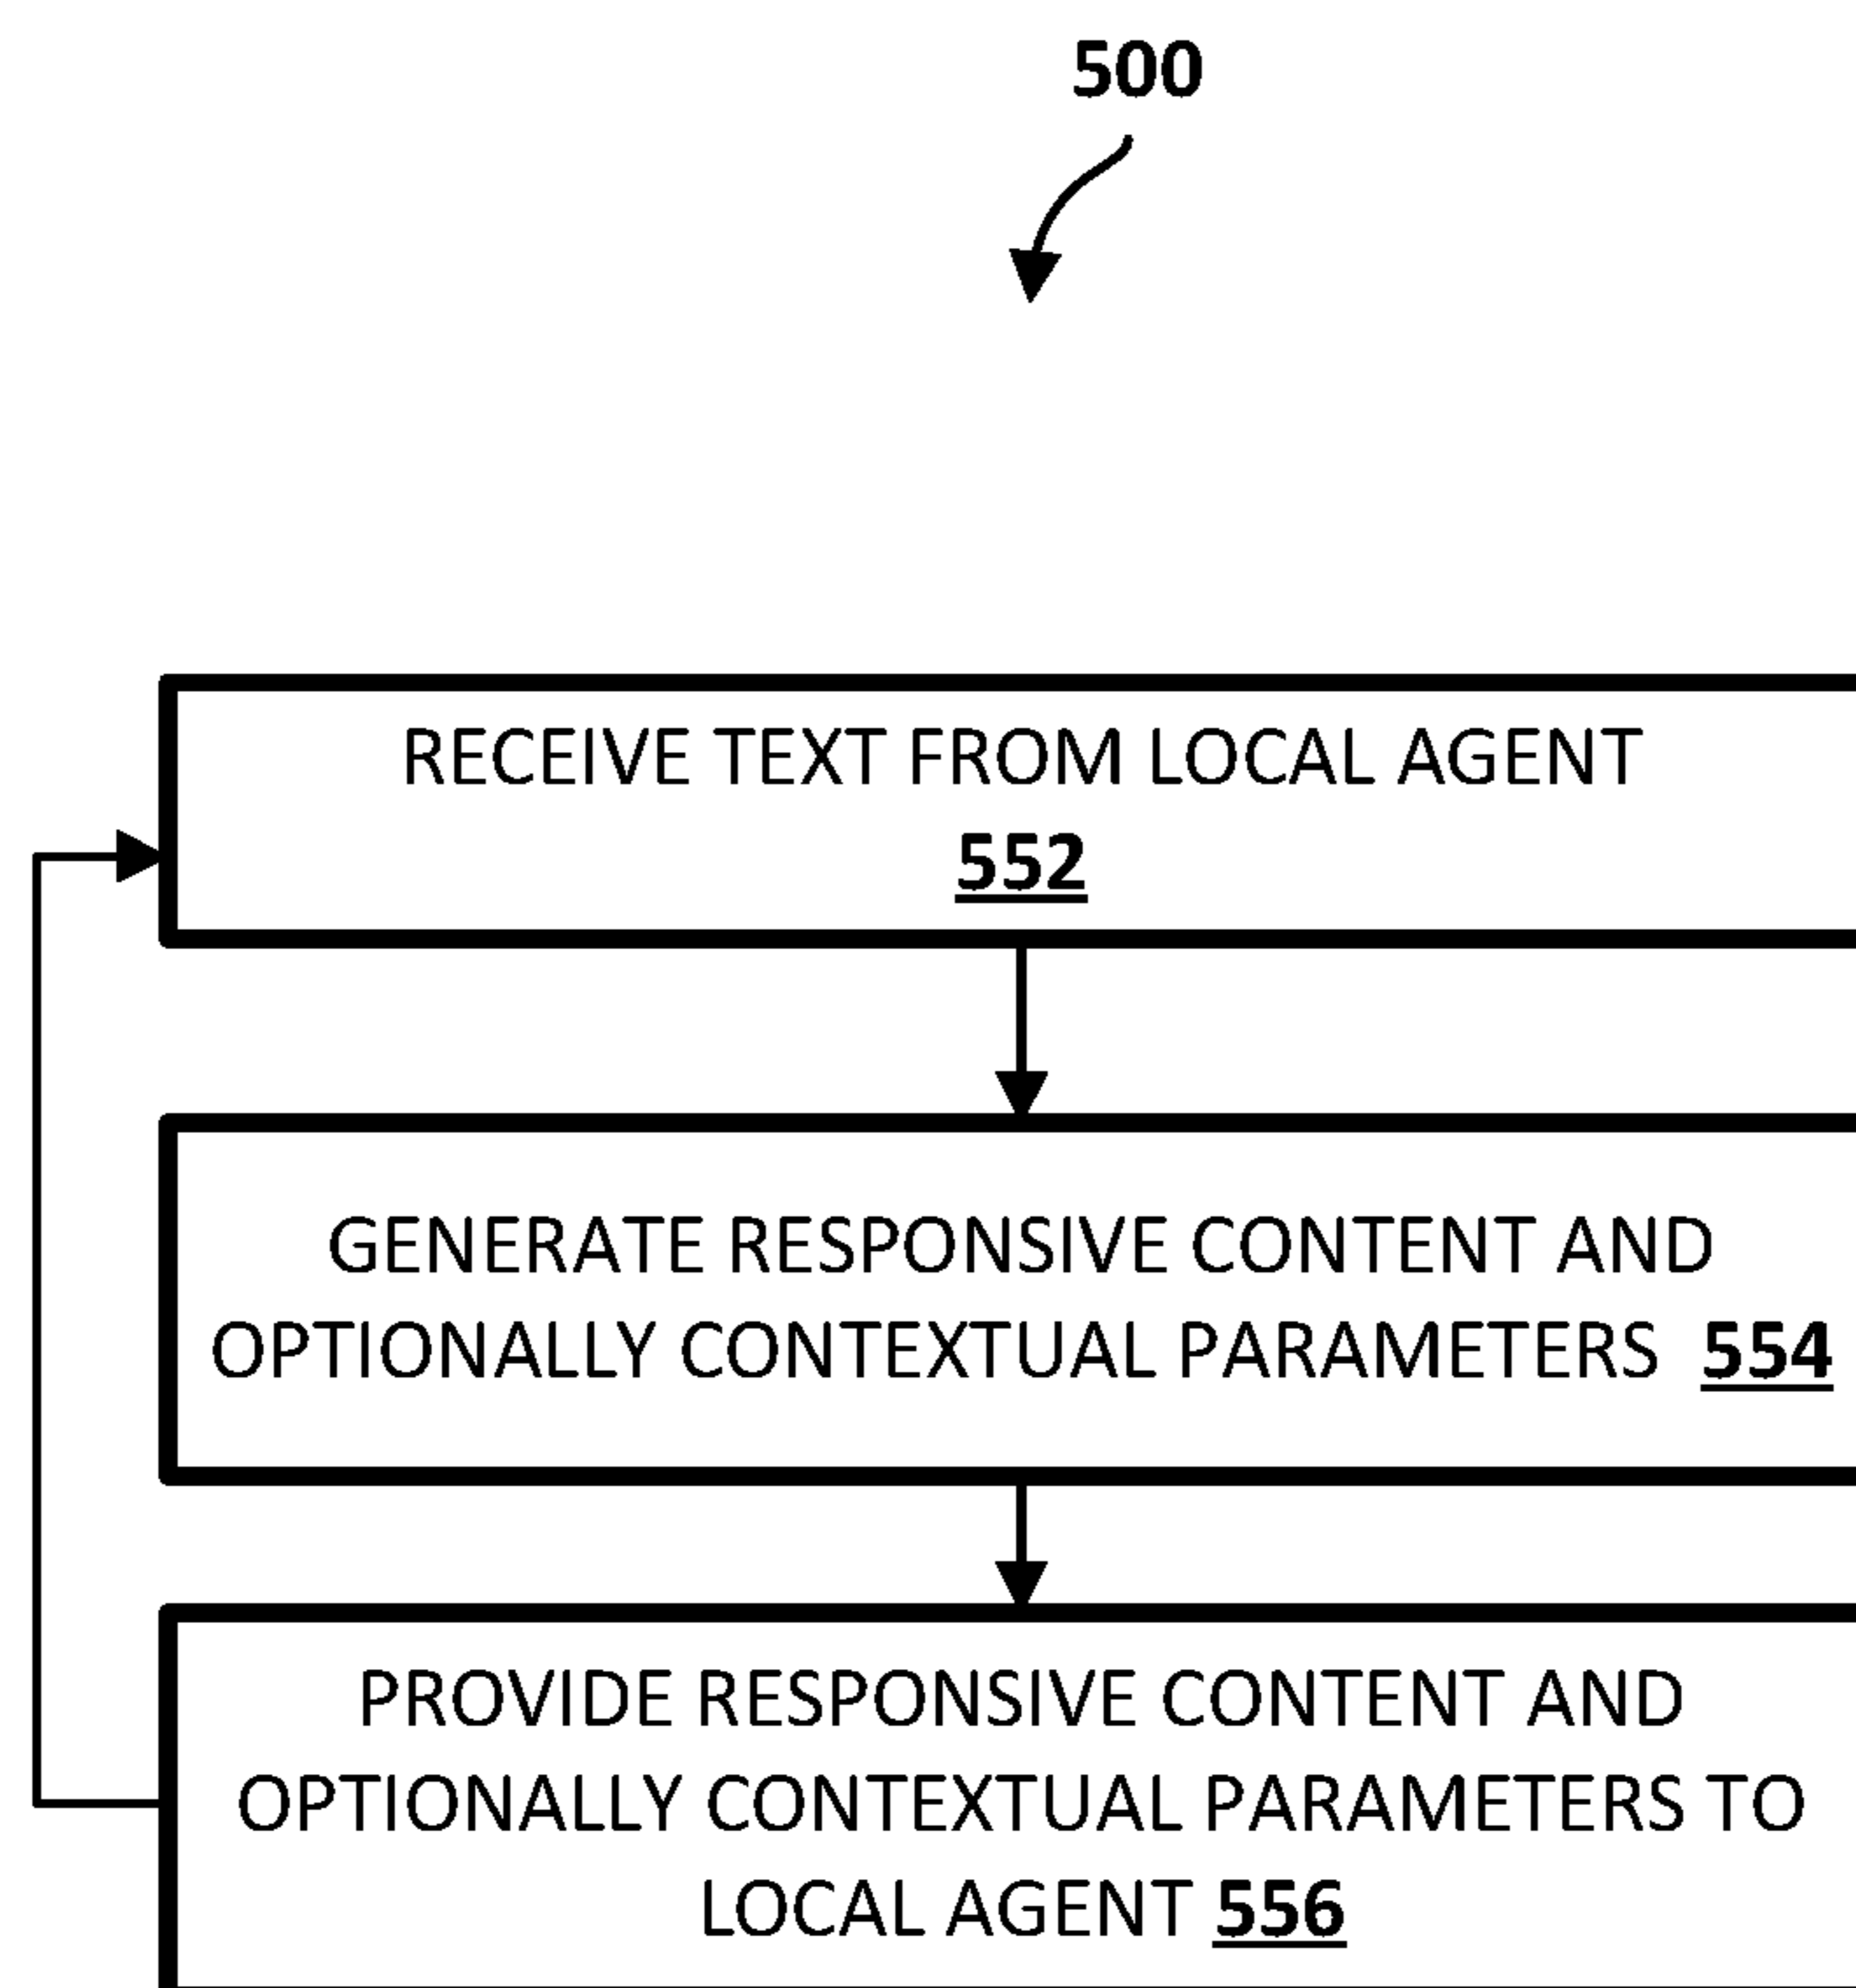 500
RECEIVE TEXT FROM LOCAL AGENT
552
GENERATE RESPONSIVE CONTENT AND
OPTIONALLY CONTEXTUAL PARAMETERS 554
PROVIDE RESPONSIVE CONTENT AND
OPTIONALLY CONTEXTUAL PARAMETERS TO
LOCAL AGENT 556